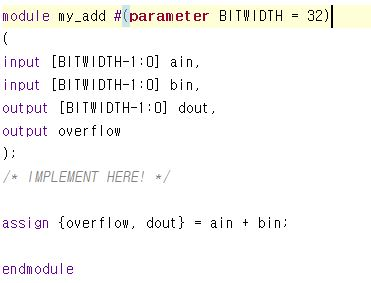 module my_add #(parameter BITWIDTH = 32)
(
input [BITWIDTH-1:0] ain,
input [BITWIDTH-1:0] bin,
output [BITWIDTH-1:0] dout,
output overflow
);
/* IMPLEMENT HERE! */
assign {overflow, dout} = ain + bin;
endmodule